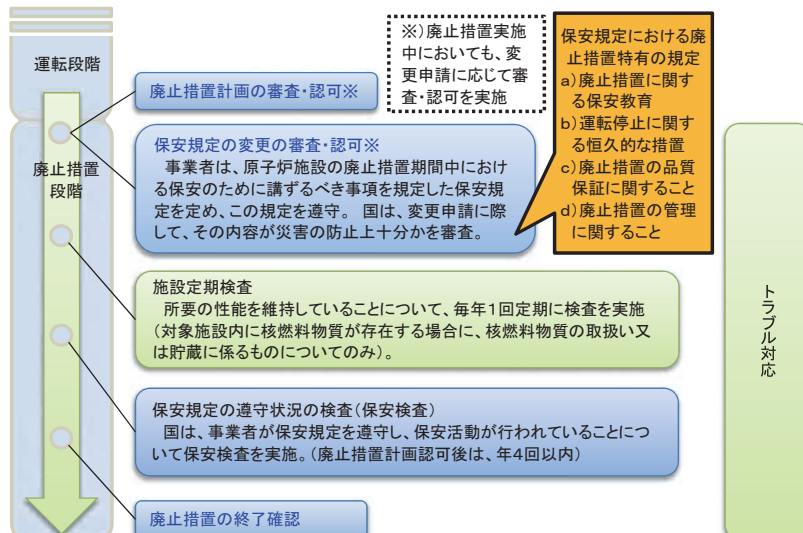 運転段階
廃止措置
段階
廃止措置計画の審査・認可※
※)廃止措置実施
中においても、変
更申請に応じて審
査・認可を実施
保安規定における廃
止措置特有の規定
a)廃止措置に関す
る保安教育
b)運転停止に関す
る恒久的な措置
c)廃止措置の品質
保証に関すること
d)廃止措置の管理
に関すること
保安規定の変更の審査・認可※
事業者は、原子炉施設の廃止措置期間中におけ
る保安のために講ずるべき事項を規定した保安規
定を定め、この規定を遵守。 国は、変更申請に際
して、その内容が災害の防止上十分かを審査。
施設定期検査
所要の性能を維持していることについて、毎年1回定期に検査を実施
(対象施設内に核燃料物質が存在する場合に、核燃料物質の取扱い又
は貯蔵に係るものについてのみ)。
保安規定の遵守状況の検査(保安検査)
国は、事業者が保安規定を遵守し、保安活動が行われていることにつ
いて保安検査を実施。(廃止措置計画認可後は、年4回以内)
廃止措置の終了確認
トラブル対応